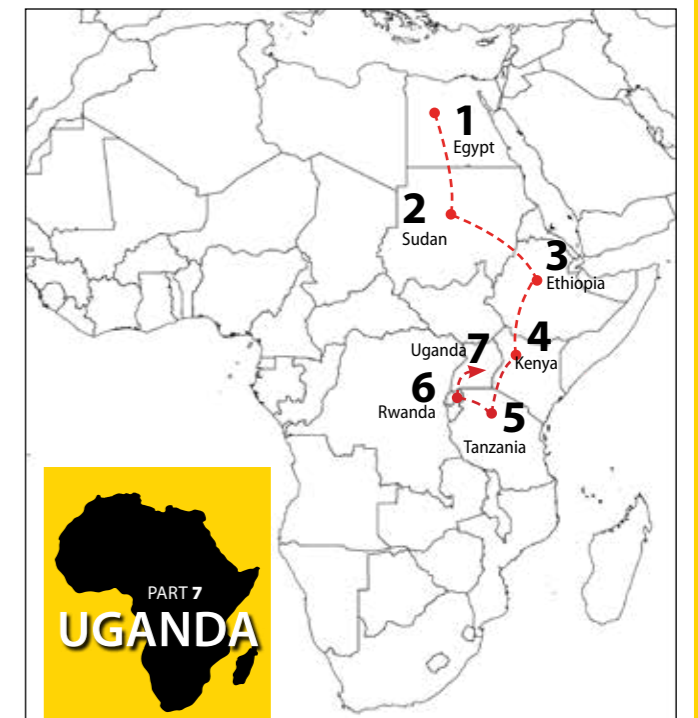 1
Egypt
2
Sudan
3
Ethiopia
4
Kenya
Uganda 7
6
Rwanda
5
Tanzania
PART 7
UGANDA